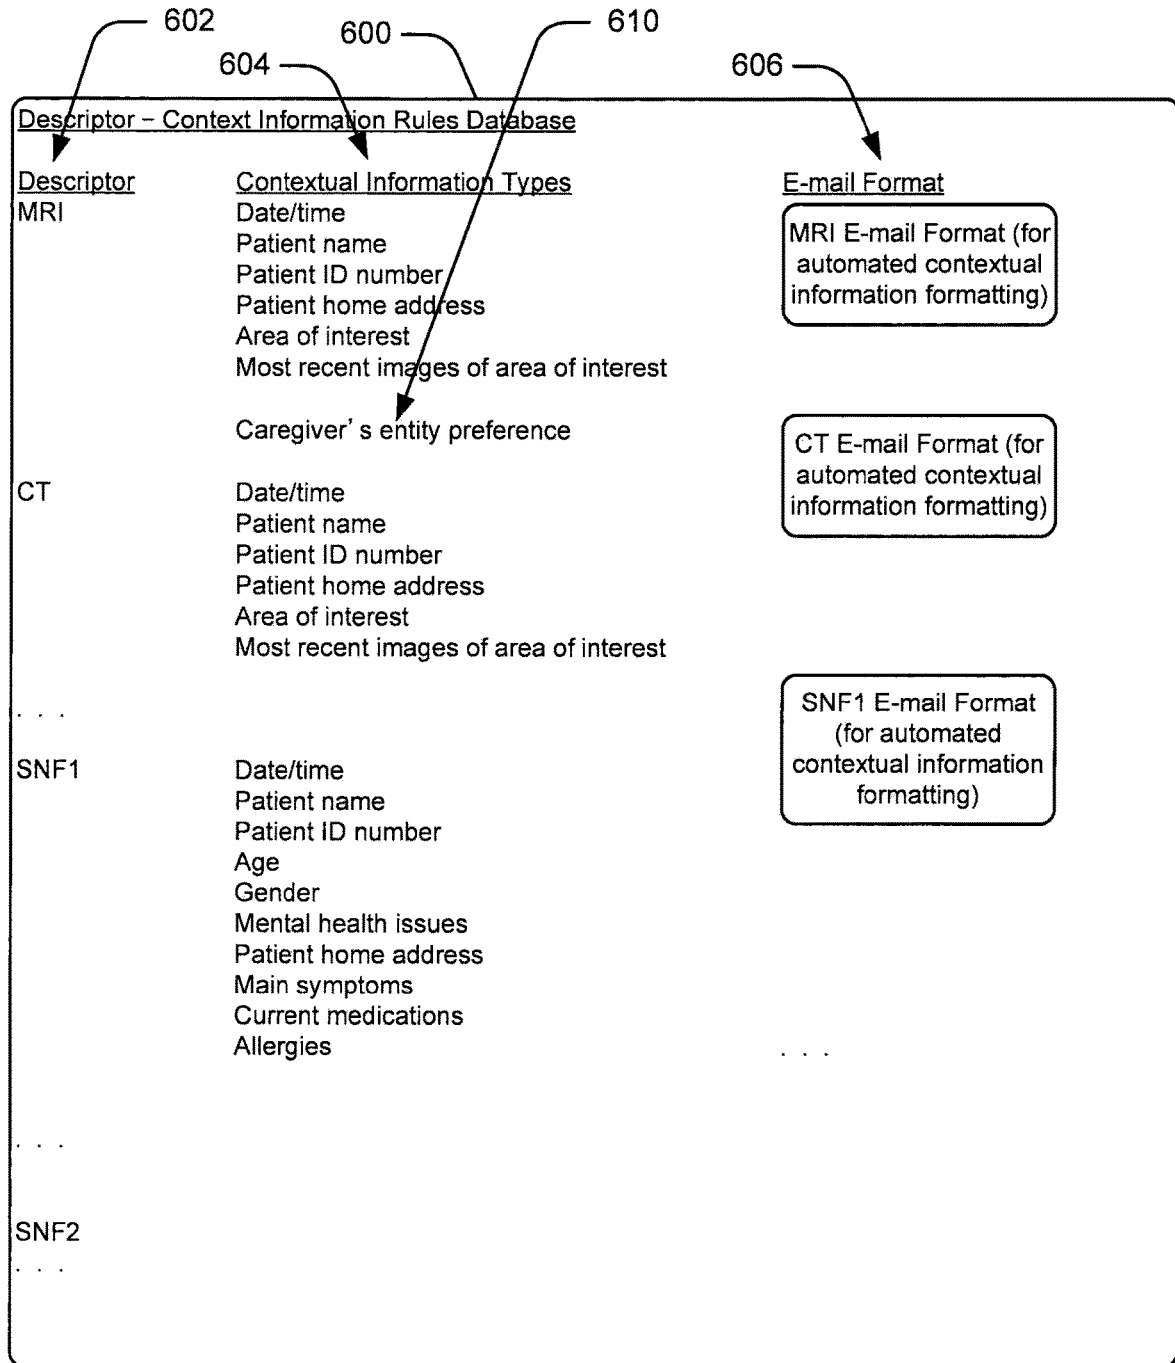 602
600
610
604
606
Descriptor – Context Information Rules Database
Descriptor Contextual Information Types E-mail Format
MRI Date/time
Patient name
Patient ID number
Patient home address
Area of interest
Most recent images of area of interest
MRI E-mail Format (for
automated contextual
information formatting)
Caregiver's entity preference
CT E-mail Format (for
automated contextual
information formatting)
CT Date/time
Patient name
Patient ID number
Patient home address
Area of interest
Most recent images of area of interest
. . .
SNF1 E-mail Format
(for automated
contextual information
formatting)
SNF1 Date/time
Patient name
Patient ID number
Age
Gender
Mental health issues
Patient home address
Main symptoms
Current medications
Allergies . . .
. . .
SNF2
. . .